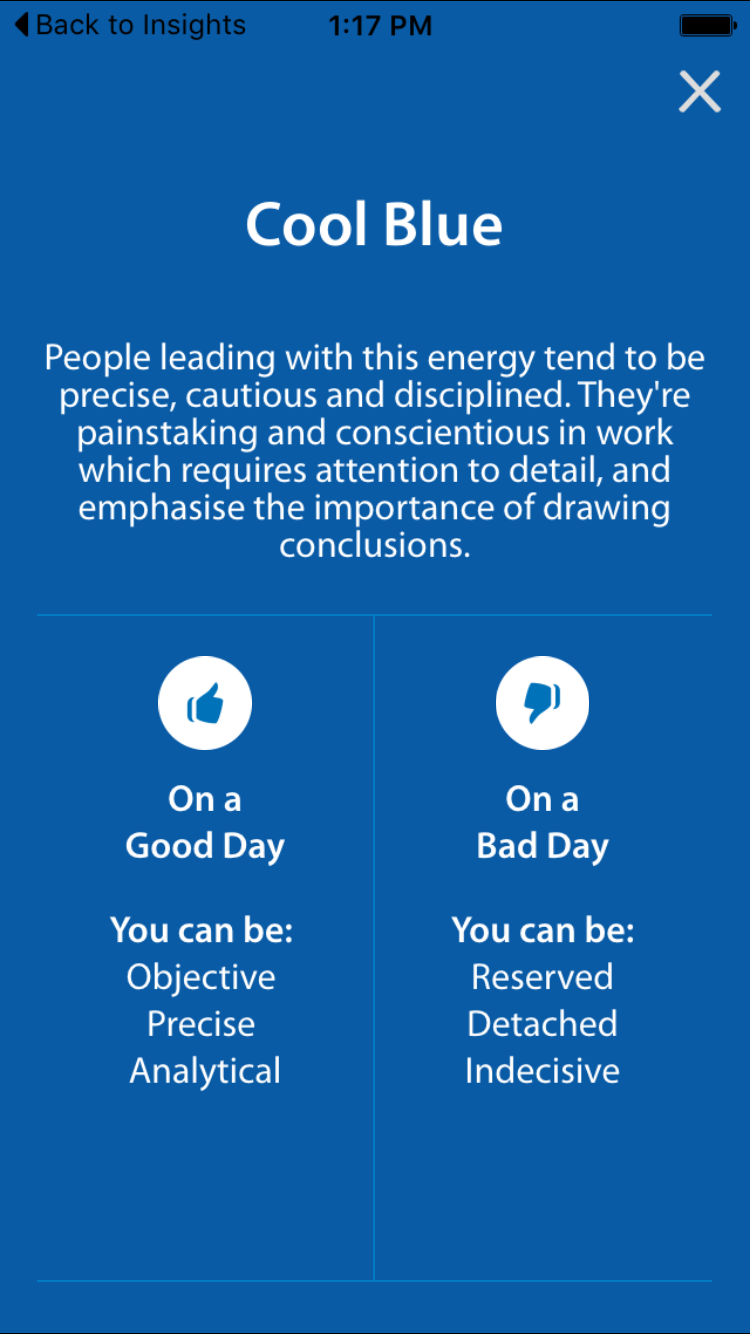 Back to Insights
1:17 PM
Cool Blue
People leading with this energy tend to be
precise, cautious and disciplined. They're
painstaking and conscientious in work
which requires attention to detail, and
emphasise the importance of drawing
conclusions.
On a
Good Day
You can be:
Objective
Precise
Analytical
On a
Bad Day
You can be:
Reserved
Detached
Indecisive